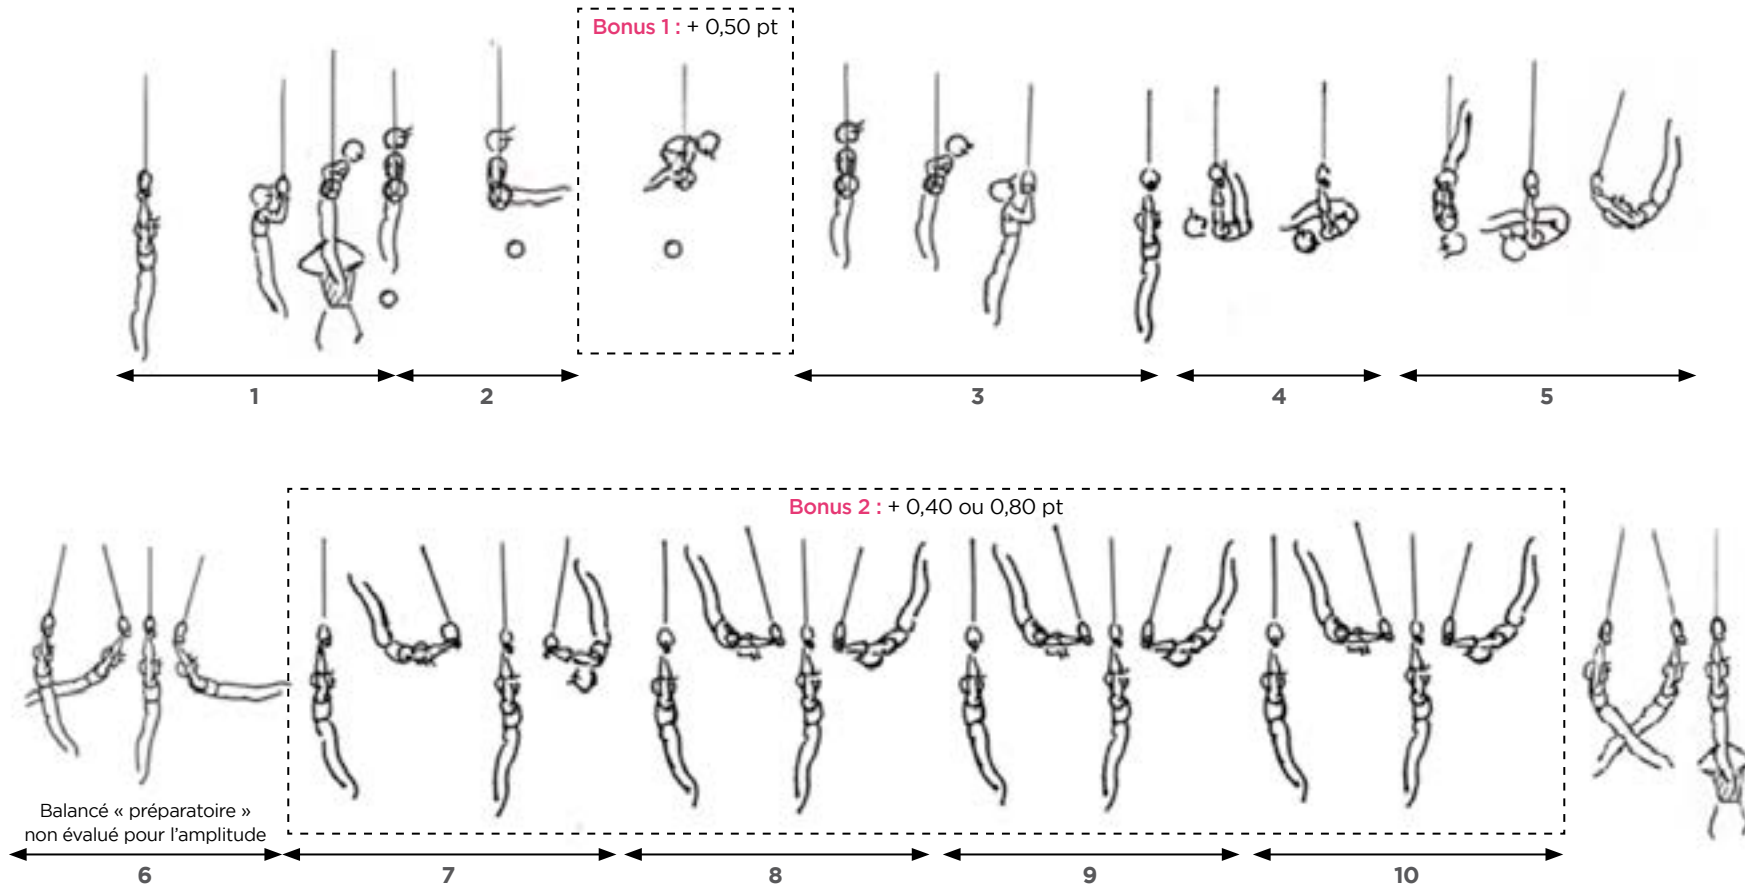 Bonus 1 : + 0,50 pt
1
2
3
4
5
Bonus 2 : + 0,40 ou 0,80 pt
Balancé « préparatoire »
non évalué pour l'amplitude
6
7
8
9
10